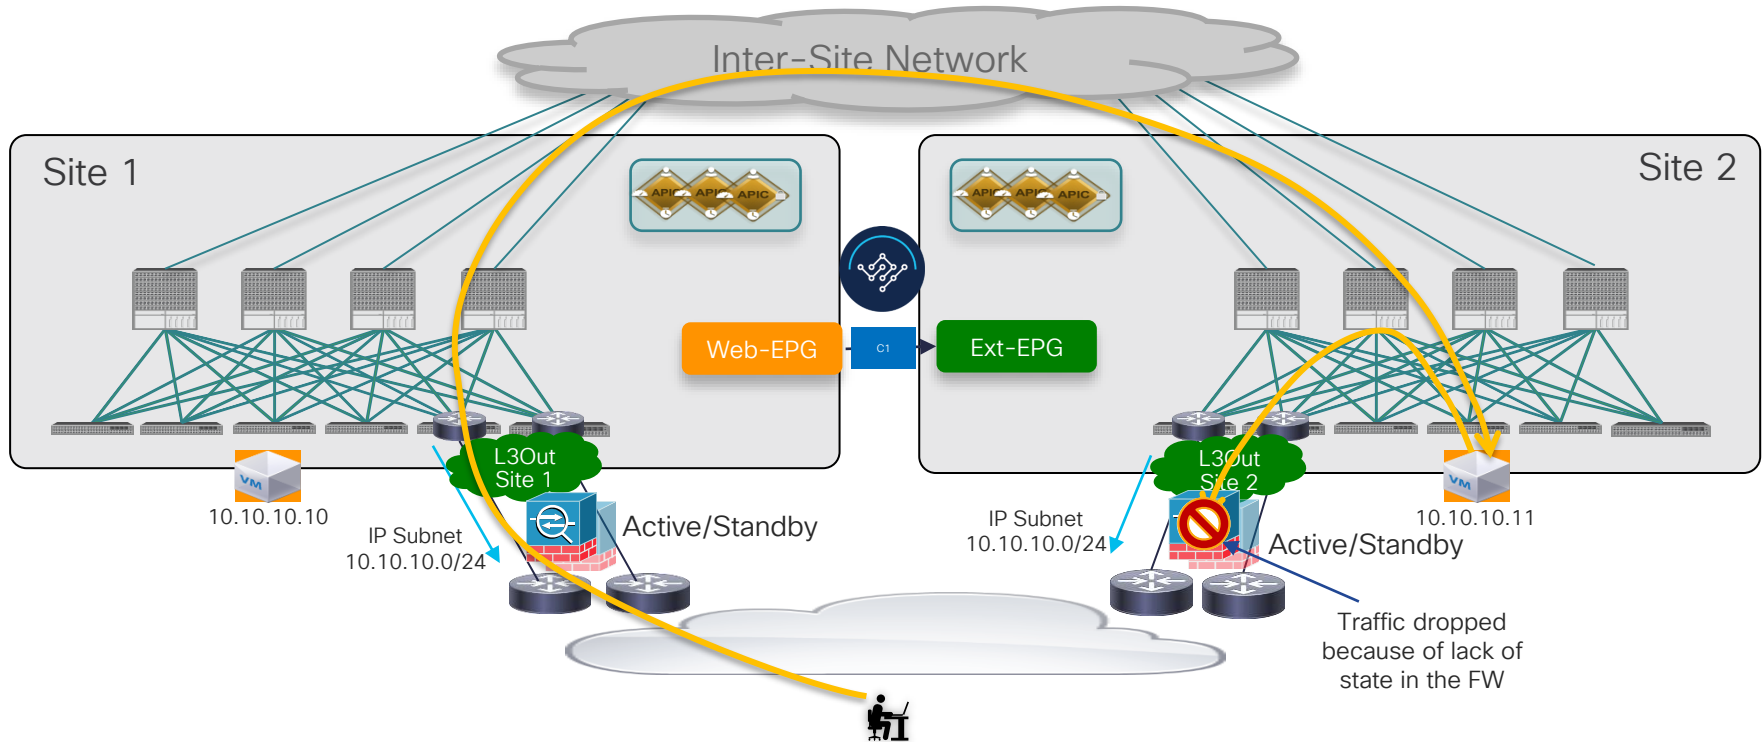 Inter-Site Network
Site 1
Site 2
APIC
APIC
APIC
APIC
APIC
APIC
Web-EPG
C1
Ext-EPG
L3Out
Site 1
L3Out
Site 2
VM
10.10.10.10
VM
10.10.10.11
IP Subnet
10.10.10.0/24
Active/Standby
IP Subnet
10.10.10.0/24
Active/Standby
Traffic dropped
because of lack of
state in the FW